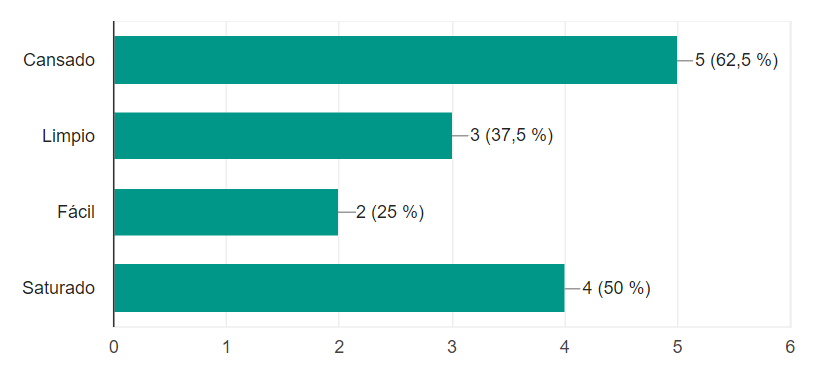 Cansado
5 (62,5 %)
Limpio
3 (37,5 %)
Fácil
2 (25 %)
Saturado
4 (50 %)
0 1 2 3 4 5 6